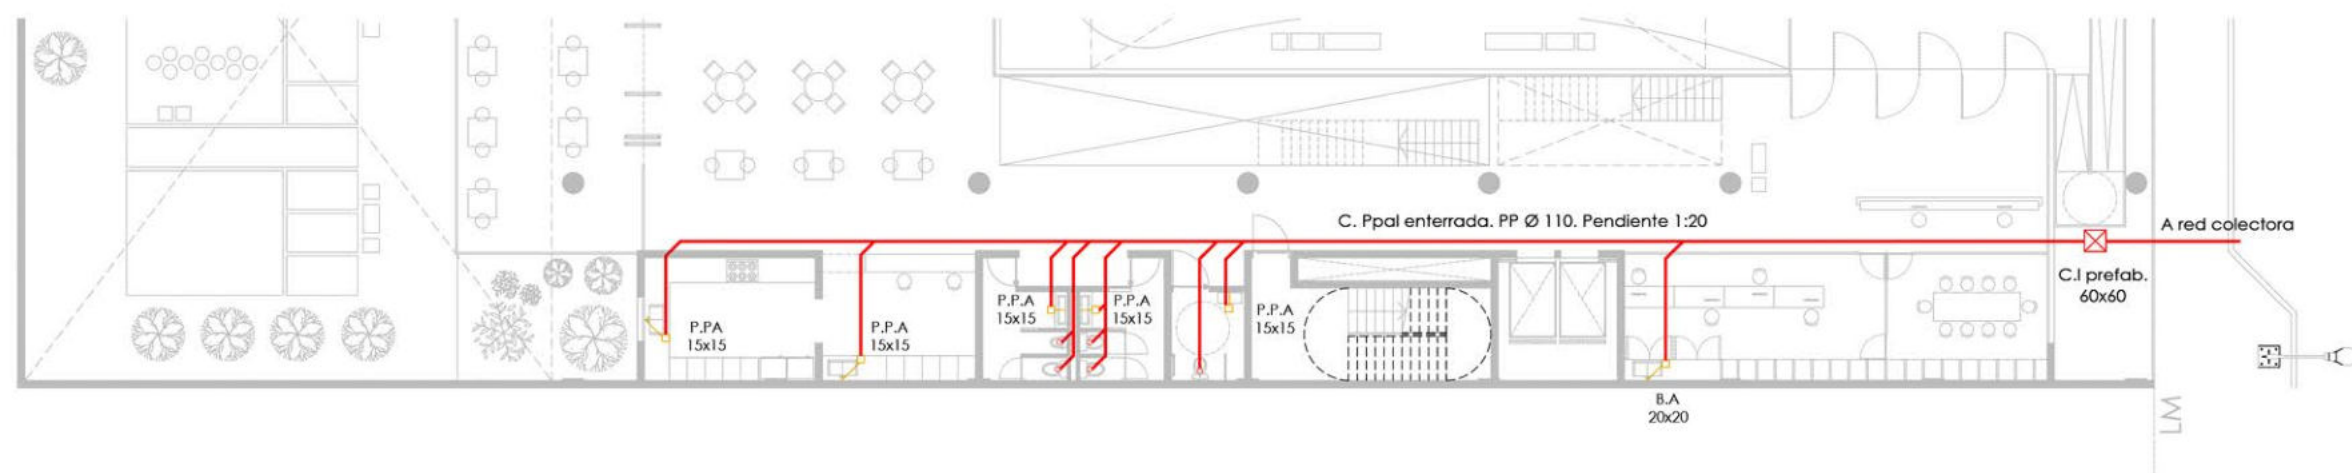 C. Ppal enterrada. PP Ø 110. Pendiente 1:20
A red colectora
C.I prefab.
60x60
P.PA
15x15
P.P.A
15x15
P.P.A
15x15
P.P.A
15x15
P.P.A
15x15
B.A
20x20
LM